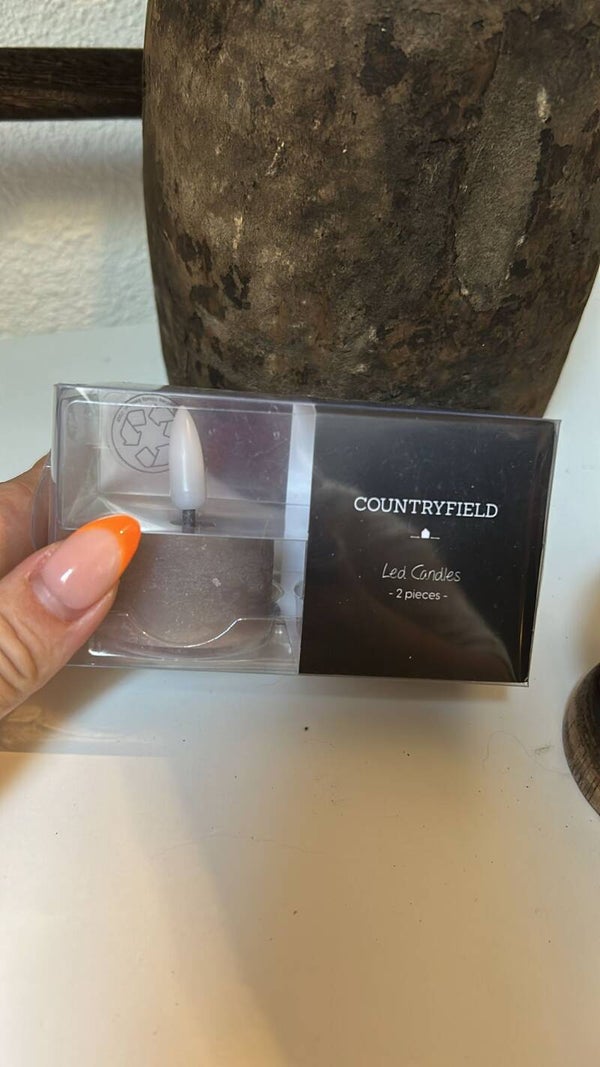 COUNTRYFIELD
Led Candles
- 2 pieces -